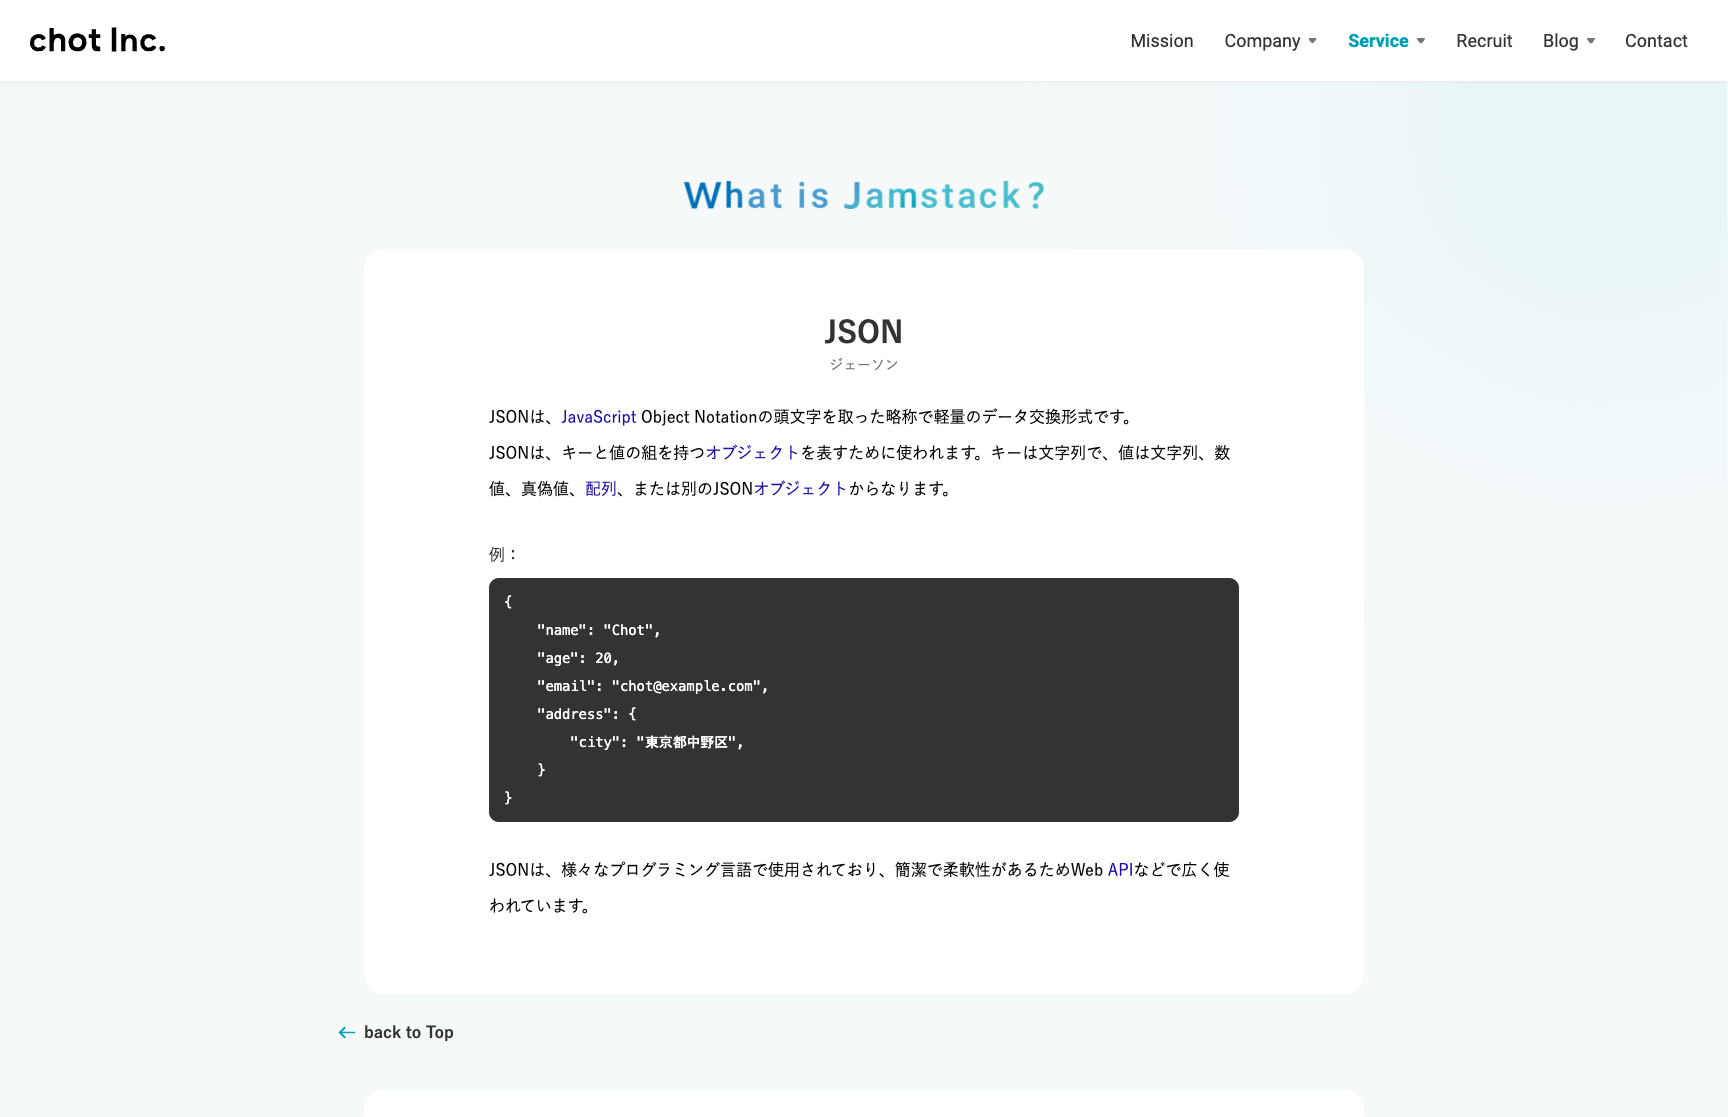 chot Inc.
Mission Company Service Recruit Blog Contact
What is Jamstack?
JSON
ジェーソン
JSONは、JavaScript Object Notationの頭文字を取った略称で軽量のデータ交換形式です。
JSONは、キーと値の組を持つオブジェクトを表すために使われます。キーは文字列で、値は文字列、数
値、真偽値、配列、または別のJSONオブジェクトからなります。
例：
{
    "name": "Chot",
    "age": 20,
    "email": "chot@example.com",
    "address": {
        "city": "東京都中野区",
    }
}
JSONは、様々なプログラミング言語で使用されており、簡潔で柔軟性があるためWeb APIなどで広く使
われています。
← back to Top